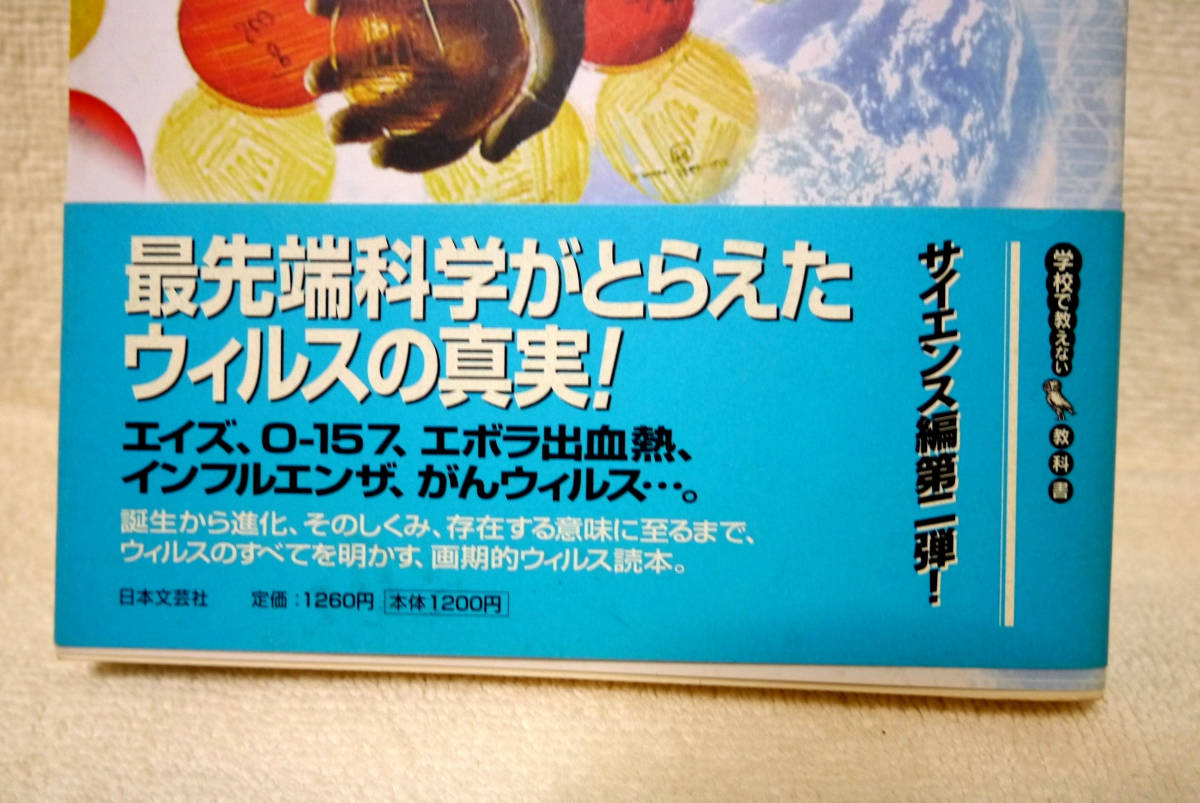 最先端科学がとらえた
ウィルスの真実!
エイズ、O-157、エボラ出血熱、
インフルエンザ、がんウィルス…。
誕生から進化、そのしくみ、存在する意味に至るまで、
ウィルスのすべてを明かす、画期的ウィルス読本。
日本文芸社 定価:1260円 本体1200円
サイエンス編第二弾!
学校で教えない教科書